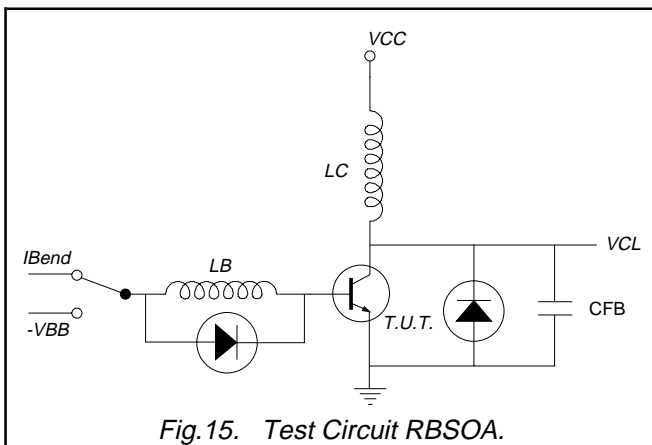 VCC
LC
IBend
LB
VCL
-VBB
T.U.T.
CFB
Fig.15. Test Circuit RBSOA.